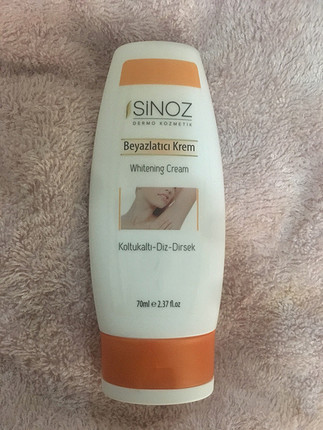 SiNOZ
DERMO KOZMETİK
Beyazlatıcı Krem
Whitening Cream
Koltukaltı-Diz-Dirsek
70ml e 2.37 fl.oz